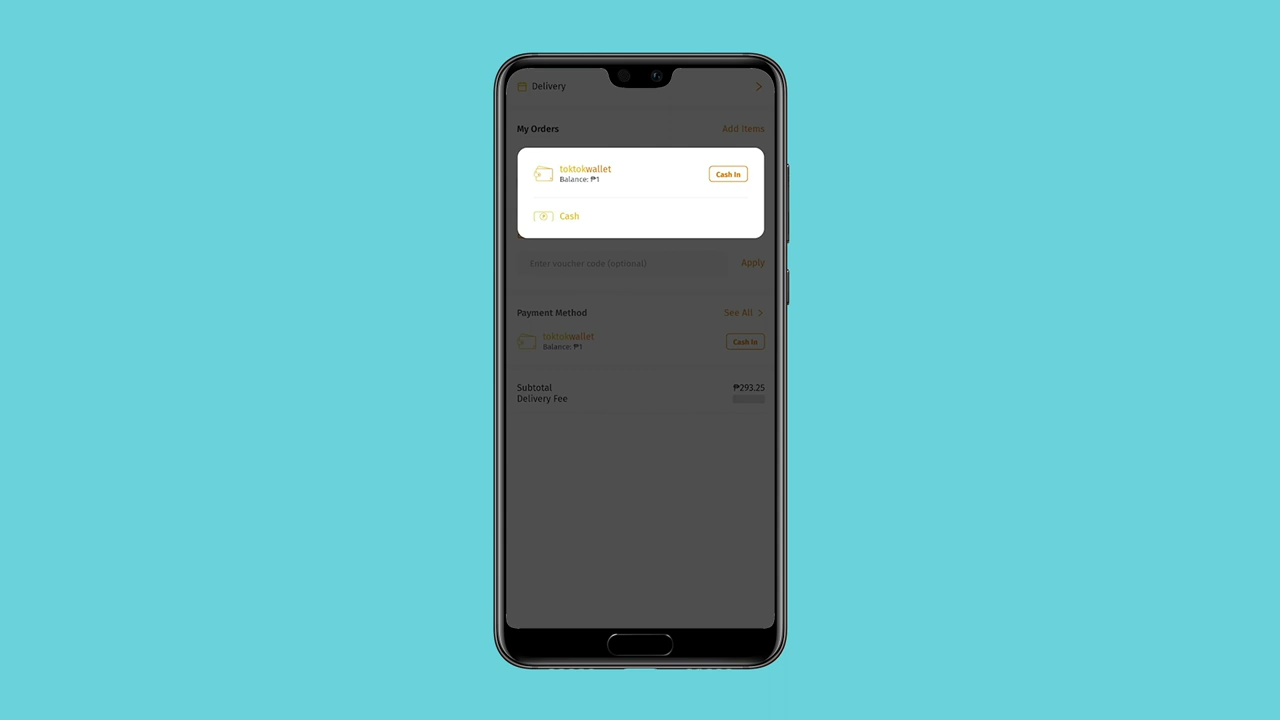 Delivery
My Orders Add Items
toktokwallet
Balance: ₱1
Cash In
Cash
Enter voucher code (optional) Apply
Payment Method See All
toktokwallet
Balance: ₱1
Cash In
Subtotal ₱293.25
Delivery Fee